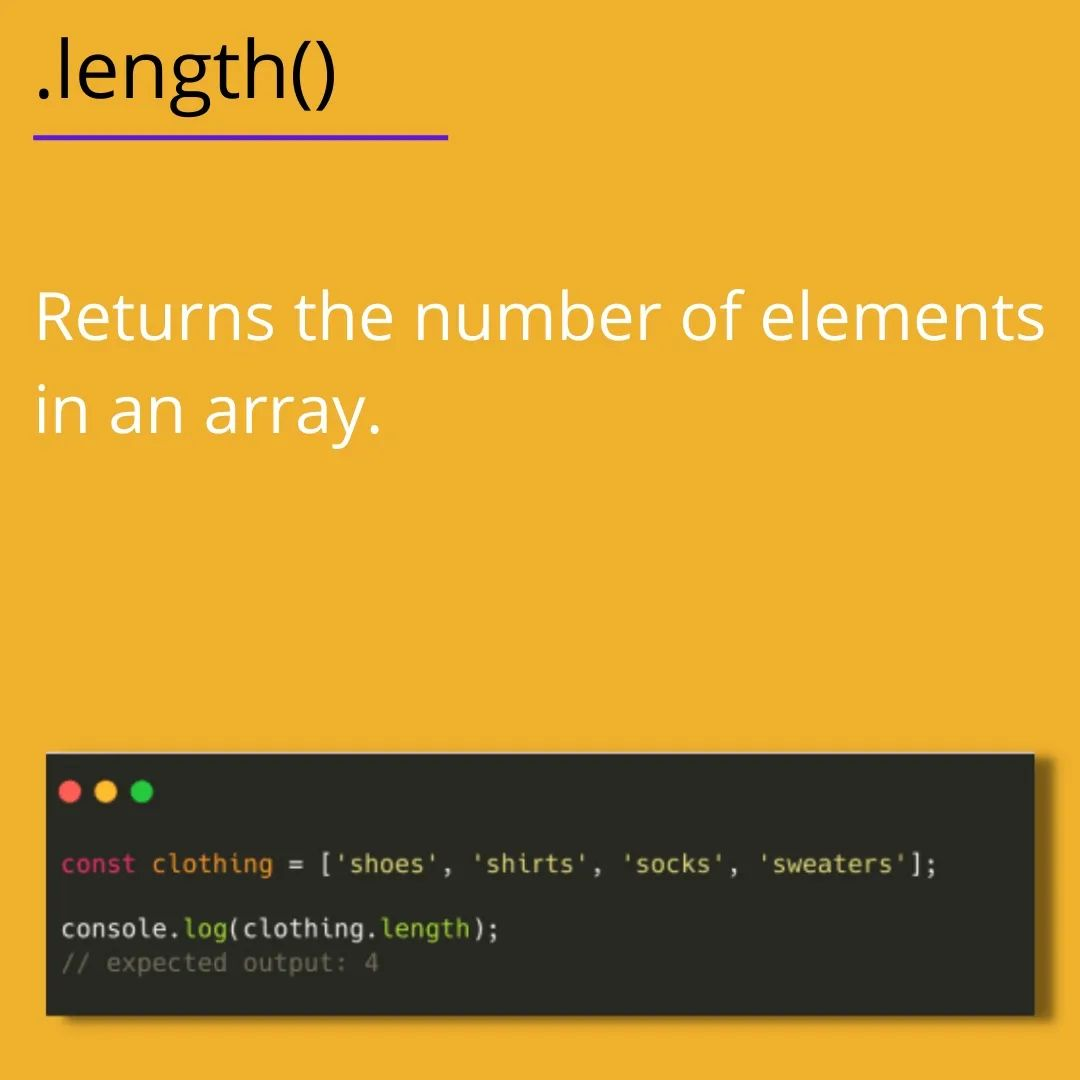 .length()
Returns the number of elements
in an array.
const clothing = ['shoes', 'shirts', 'socks', 'sweaters'];
console.log(clothing.length);
// expected output: 4